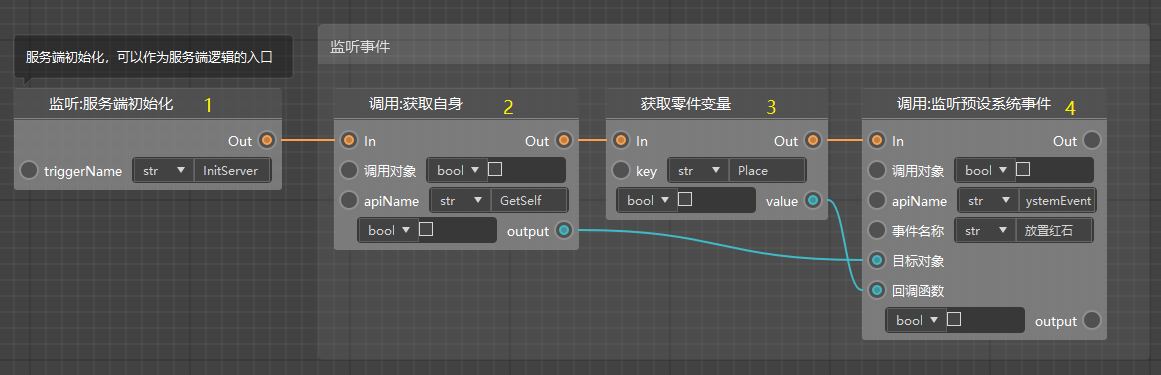 监听事件
服务端初始化，可以作为服务端逻辑的入口
监听:服务端初始化 1
Out
triggerName str InitServer
调用:获取自身 2
In Out
调用对象 bool
apiName str GetSelf
bool output
获取零件变量 3
In Out
key str Place
bool value
调用:监听预设系统事件 4
In Out
调用对象 bool
apiName str ystemEvent
事件名称 str 放置红石
目标对象
回调函数
bool output